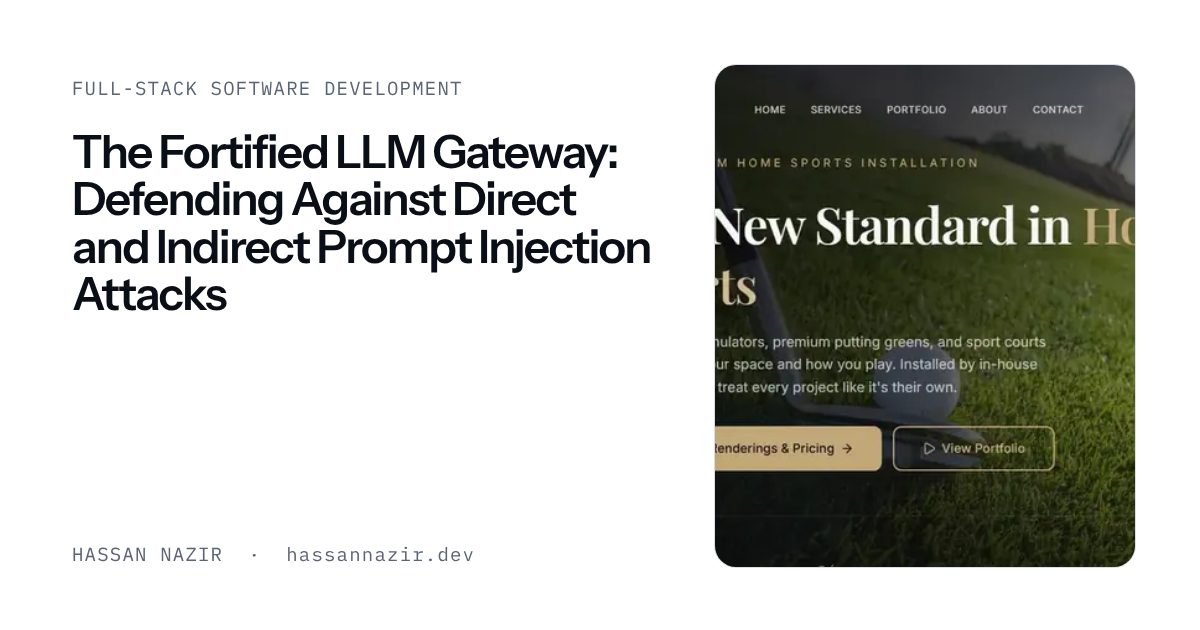 FULL-STACK SOFTWARE DEVELOPMENT
The Fortified LLM Gateway:
Defending Against Direct
and Indirect Prompt Injection
Attacks
HASSAN NAZIR · hassannazir.dev
HOME SERVICES PORTFOLIO ABOUT CONTACT
M HOME SPORTS INSTALLATION
New Standard in Ho
rts
nulators, premium putting greens, and sport courts
ur space and how you play. Installed by in-house
treat every project like it's their own.
Renderings & Pricing →
View Portfolio